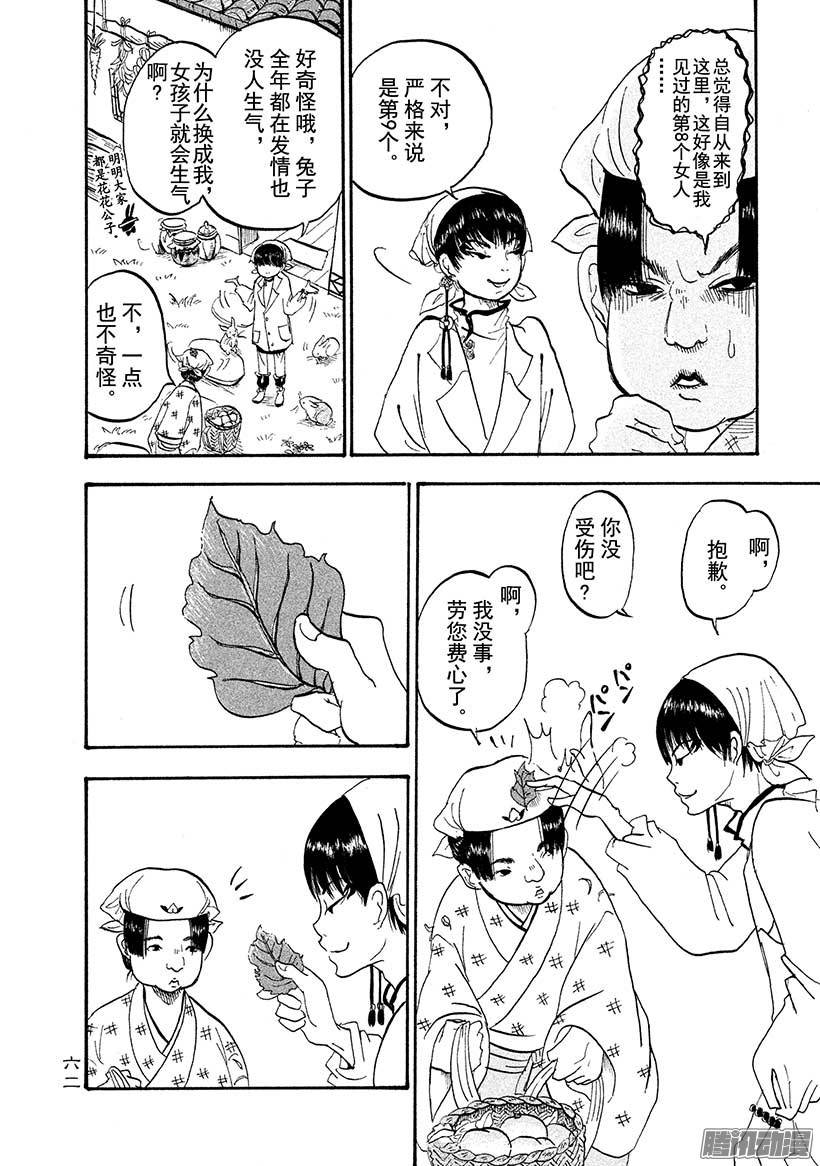 总觉得自从来到
这里，这好像是我
见过的第8个女人
……
不对，
严格来说
是第9个。
好奇怪哦，兔子
全年都在发情也
没人生气，
为什么换成我，
女孩子就会生气
啊？
明明大家
都是花花公子。
不，一点
也不奇怪。
啊，
抱歉。
你没
受伤吧？
啊，
我没事，
劳您费心了。
パン
パン
六二
腾讯动漫